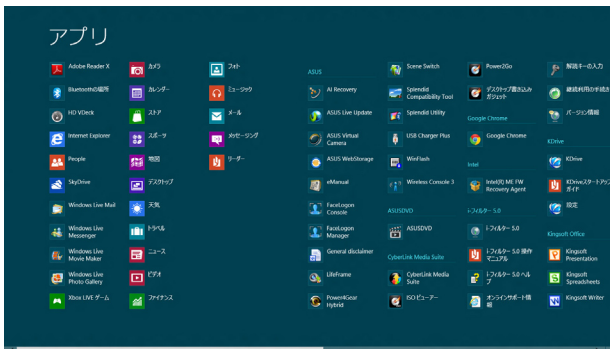 アプリ
Adobe Reader X
Bluetoothの場所
HD VDeck
Internet Explorer
People
SkyDrive
Windows Live Mail
Windows Live
Messenger
Windows Live
Movie Maker
Windows Live
Photo Gallery
Xbox LIVE ゲーム
カメラ
カレンダー
ストア
スポーツ
地図
デスクトップ
天気
トラベル
ニュース
ビデオ
ファイナンス
フォト
ミュージック
メール
メッセージング
リーダー
ASUS
AI Recovery
ASUS Live Update
ASUS Virtual
Camera
ASUS WebStorage
eManual
FaceLogon
Console
FaceLogon
Manager
General disclaimer
LifeFrame
Power4Gear
Hybrid
Scene Switch
Splendid
Compatibility Tool
Splendid Utility
USB Charger Plus
WinFlash
Wireless Console 3
ASUSDVD
ASUSDVD
CyberLink Media Suite
CyberLink Media
Suite
ISO ビューアー
Power2Go
デスクトップ書き込み
ガジェット
Google Chrome
Google Chrome
Intel
Intel(R) ME FW
Recovery Agent
i-フィルター 5.0
i-フィルター 5.0
i-フィルター 5.0 操作
マニュアル
i-フィルター 5.0 ヘル
プ
オンラインサポート情
報
解読キーの入力
継続利用の手続き
バージョン情報
KDrive
KDrive
KDriveスタートアップ
ガイド
設定
Kingsoft Office
Kingsoft
Presentation
Kingsoft
Spreadsheets
Kingsoft Writer